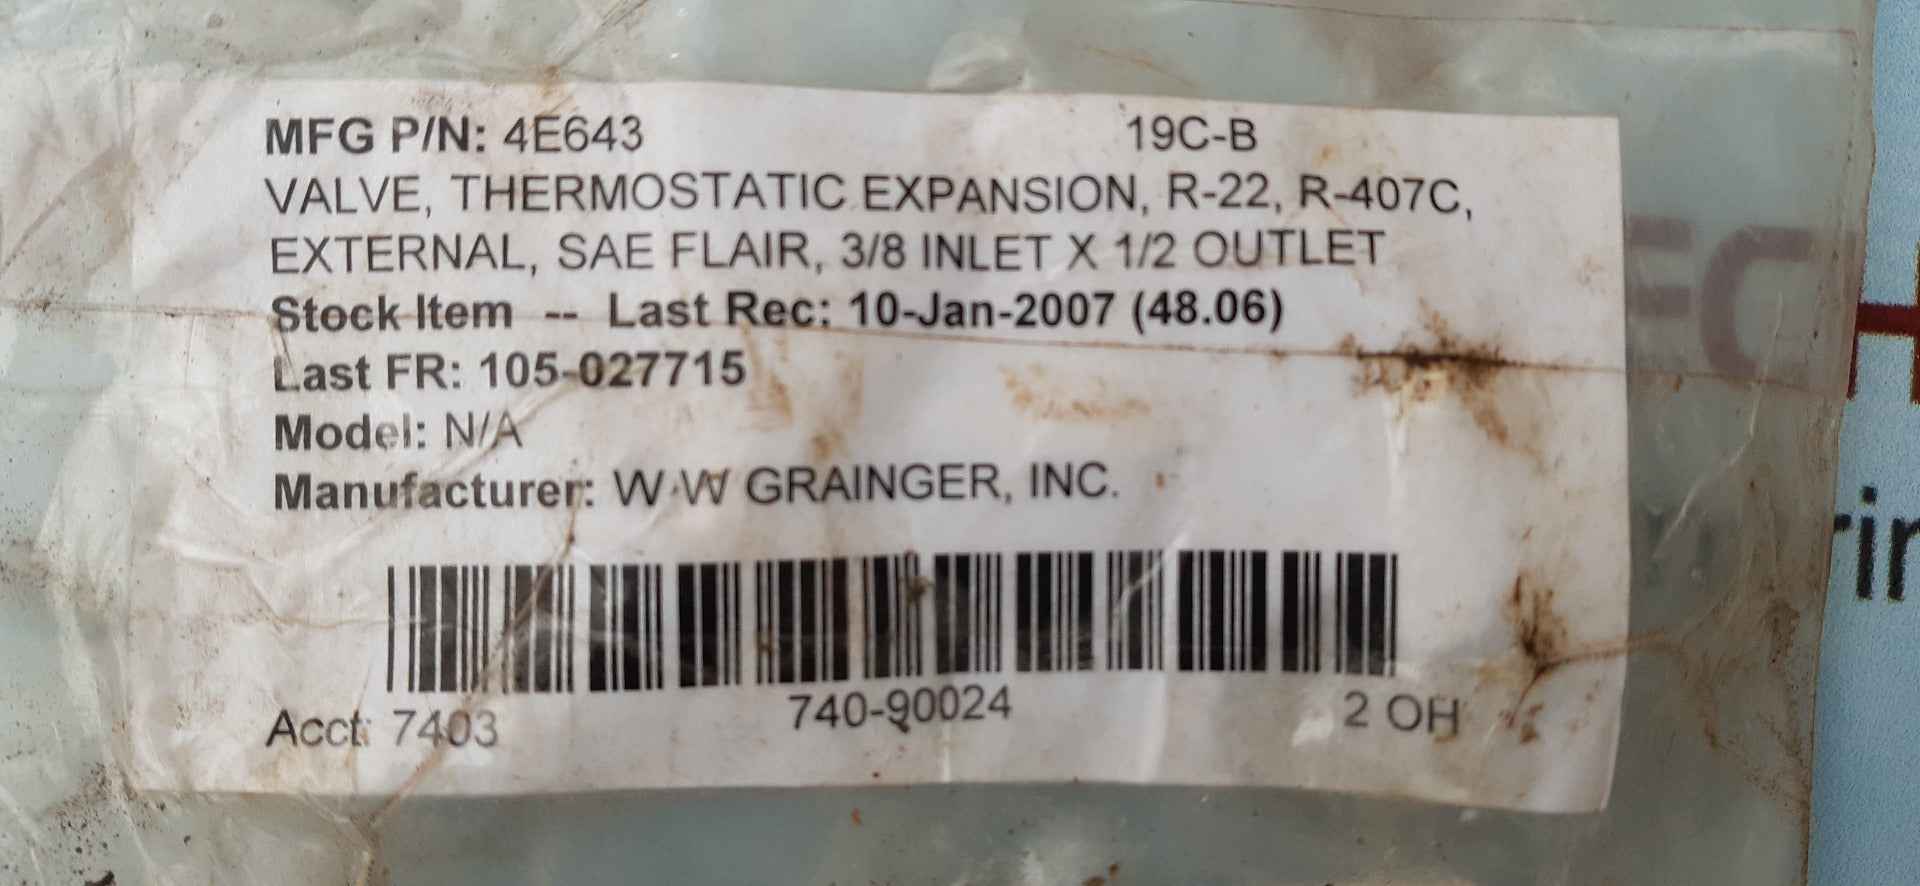 MFG P/N: 4E643 19C-B
VALVE, THERMOSTATIC EXPANSION, R-22, R-407C,
EXTERNAL, SAE FLAIR, 3/8 INLET X 1/2 OUTLET
Stock Item -- Last Rec: 10-Jan-2007 (48.06)
Last FR: 105-027715
Model: N/A
Manufacturer: W W GRAINGER, INC.
740-90024
Acct: 7403 2 OH